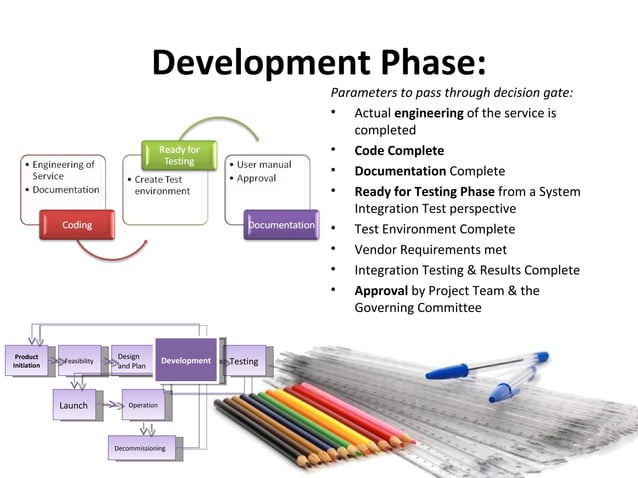 Development Phase:
Parameters to pass through decision gate:
• Actual engineering of the service is
completed
• Code Complete
• Documentation Complete
• Ready for Testing Phase from a System
Integration Test perspective
• Test Environment Complete
• Vendor Requirements met
• Integration Testing & Results Complete
• Approval by Project Team & the
Governing Committee
• Engineering of
Service
• Documentation
Coding
Ready for
Testing
• Create Test
environment
• User manual
• Approval
Documentation
Product
Initiation
Feasibility
Design
and Plan
Development
Testing
Launch
Operation
Decommissioning